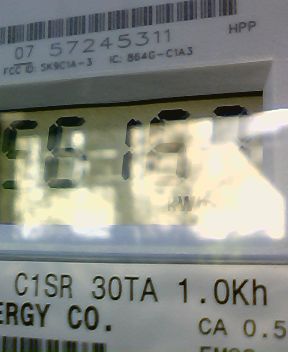 HPP
07 57245311
FCC ID: SK9C1A-3 IC: 864G-C1A3
KWH
C1SR 30TA 1.0Kh
ERGY CO.
CA 0.5